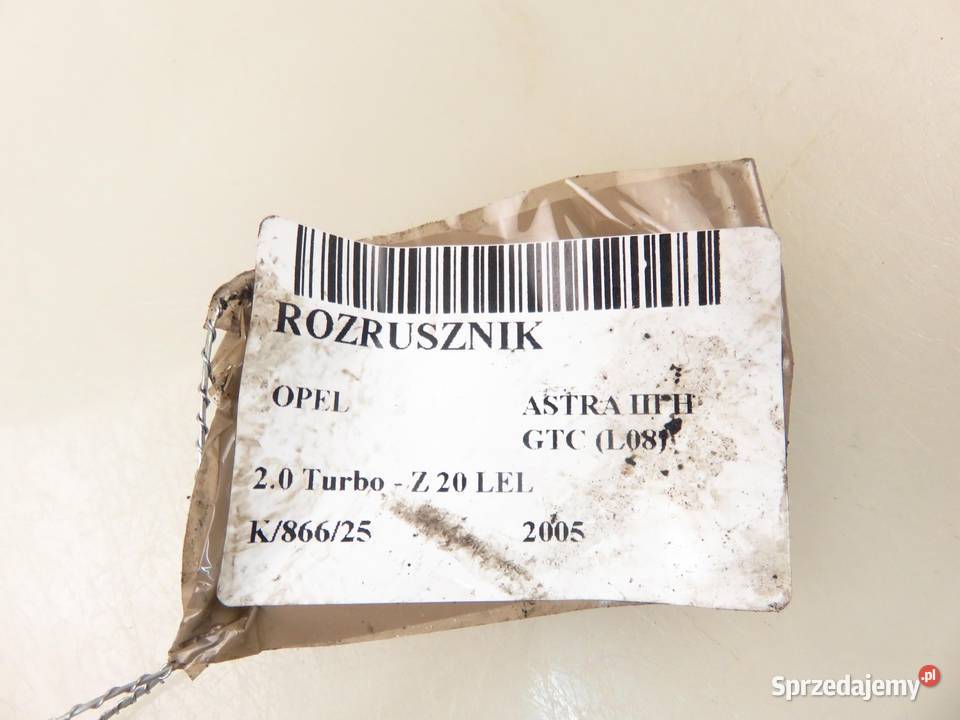 ROZRUSZNIK
OPEL ASTRA III H
GTC (L08)
2.0 Turbo - Z 20 LEL
K/866/25 2005
Sprzedajemy.pl